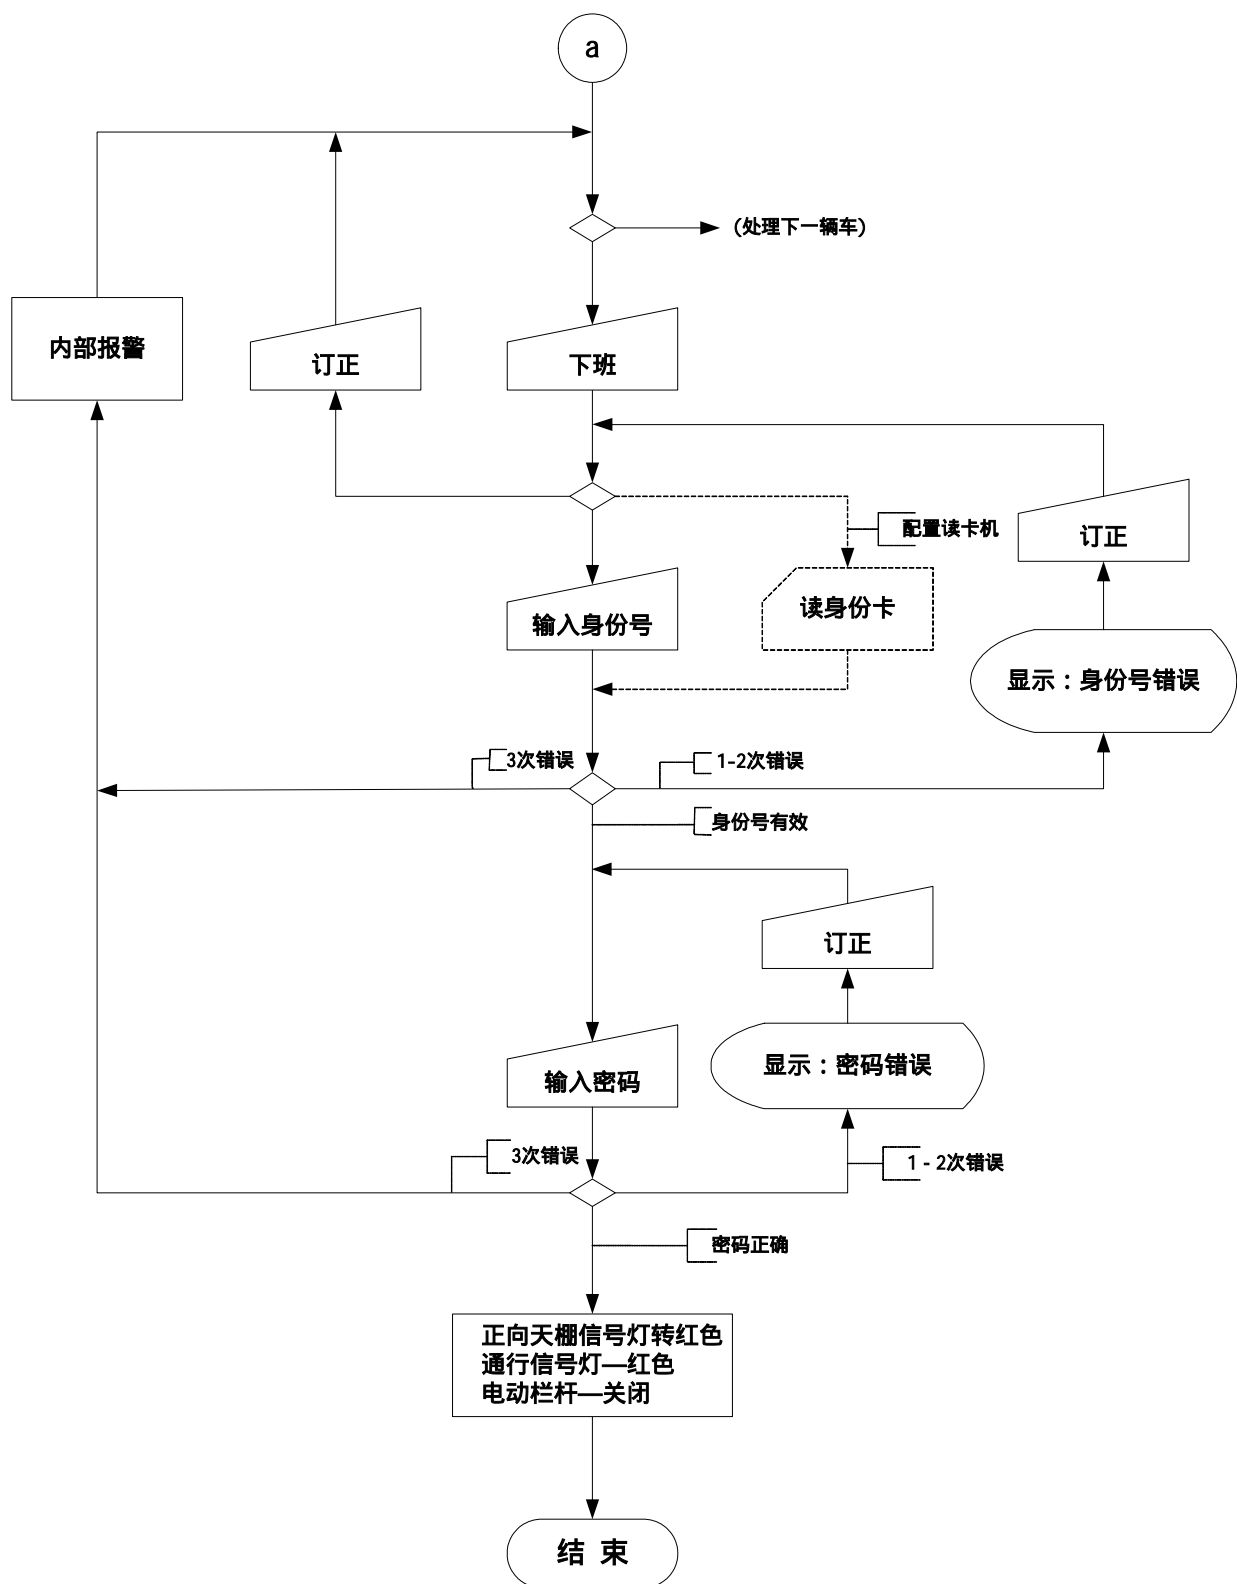 a
(处理下一辆车)
内部报警
订正
下班
配置读卡机
订正
输入身份号
读身份卡
显示：身份号错误
3次错误
1-2次错误
身份号有效
订正
显示：密码错误
输入密码
3次错误
1 - 2次错误
密码正确
正向天棚信号灯转红色
通行信号灯—红色
电动栏杆—关闭
结 束